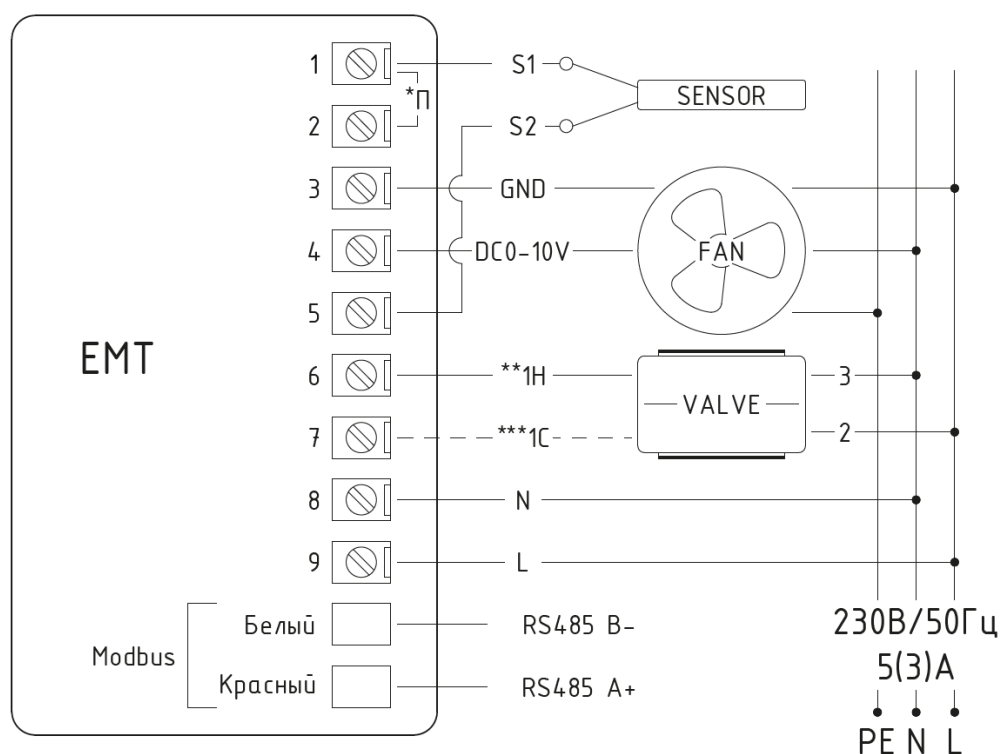 1 S1
*П SENSOR
2 S2
3 GND
4 DC0-10V FAN
5
EMT
6 **1H 3
VALVE
7 ***1C 2
8 N
9 L
Белый RS485 B-
Modbus
Красный RS485 A+
230В/50Гц
5(3)A
PE N L